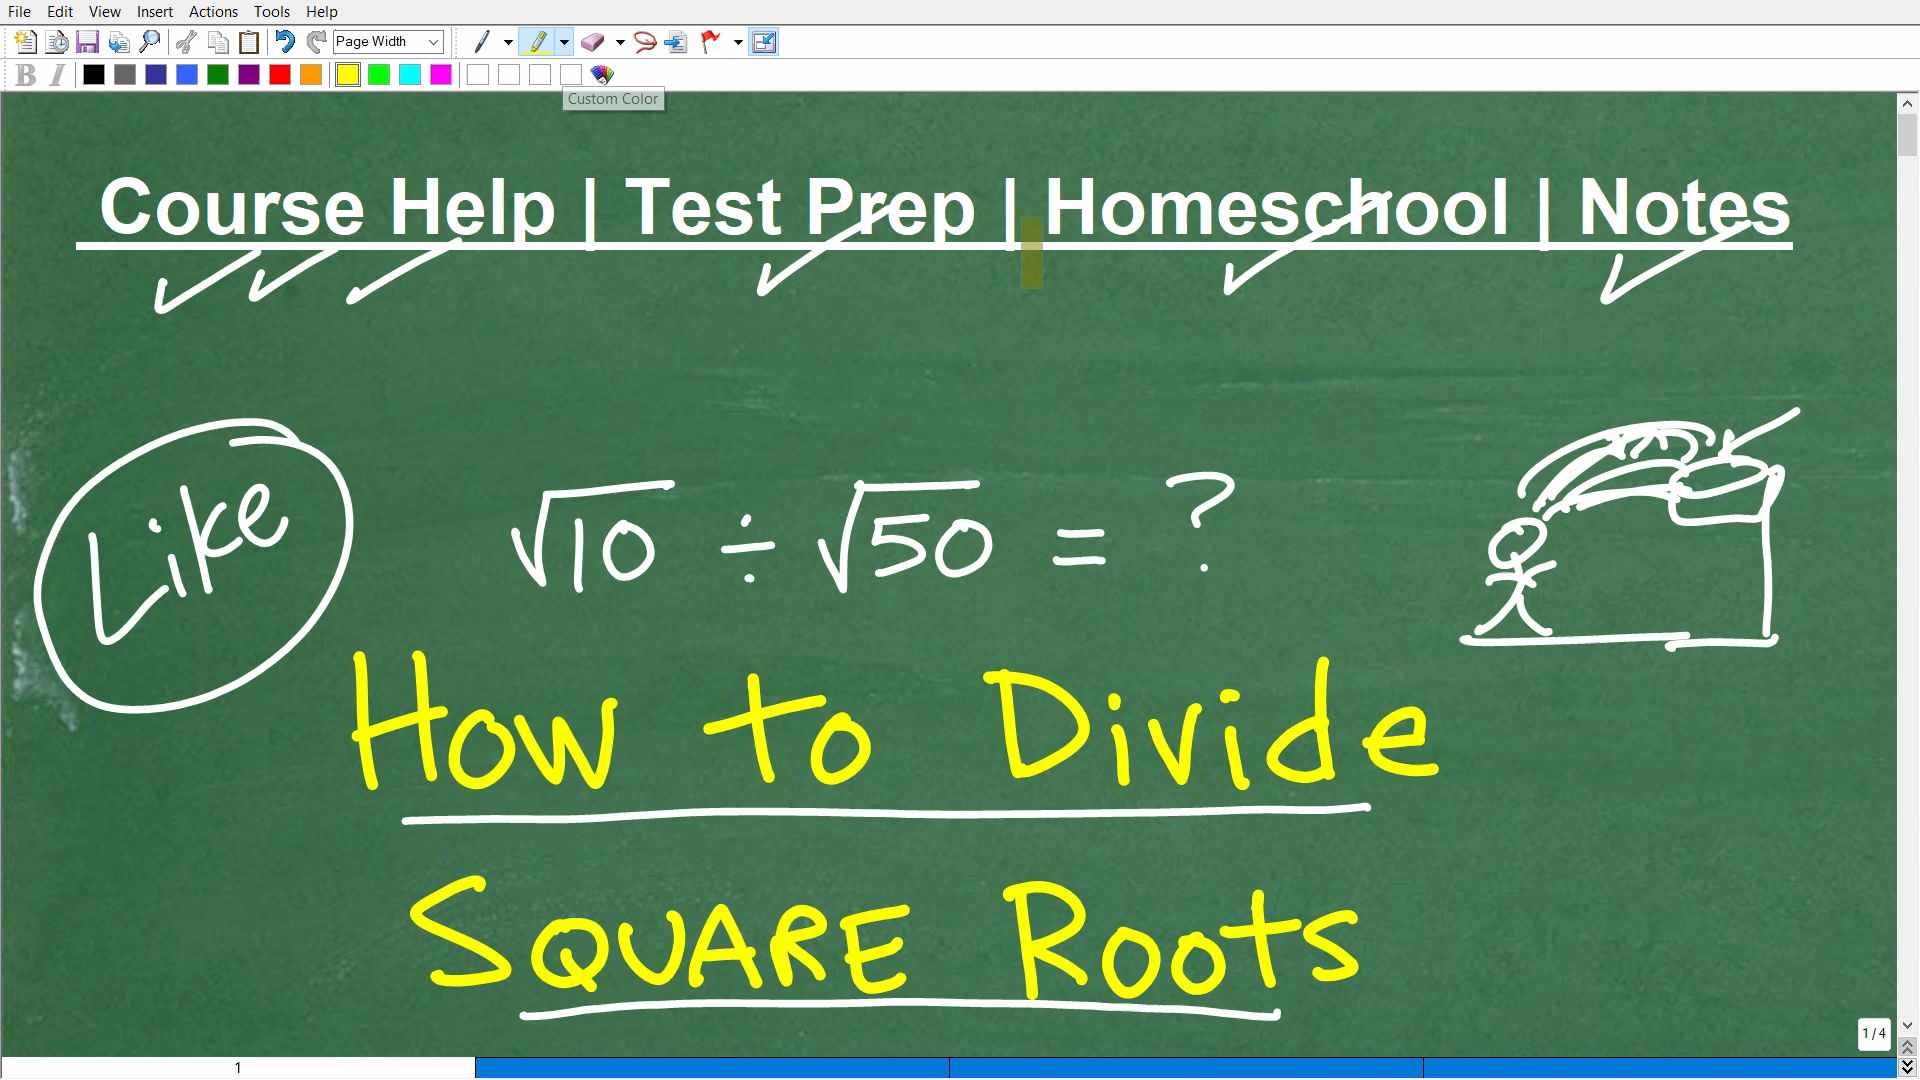 File Edit View Insert Actions Tools Help
Page Width
B I
Custom Color
Course Help | Test Prep | Homeschool | Notes
Like
√10 ÷ √50 = ?
How to Divide
SQUARE Roots
1 / 4
1